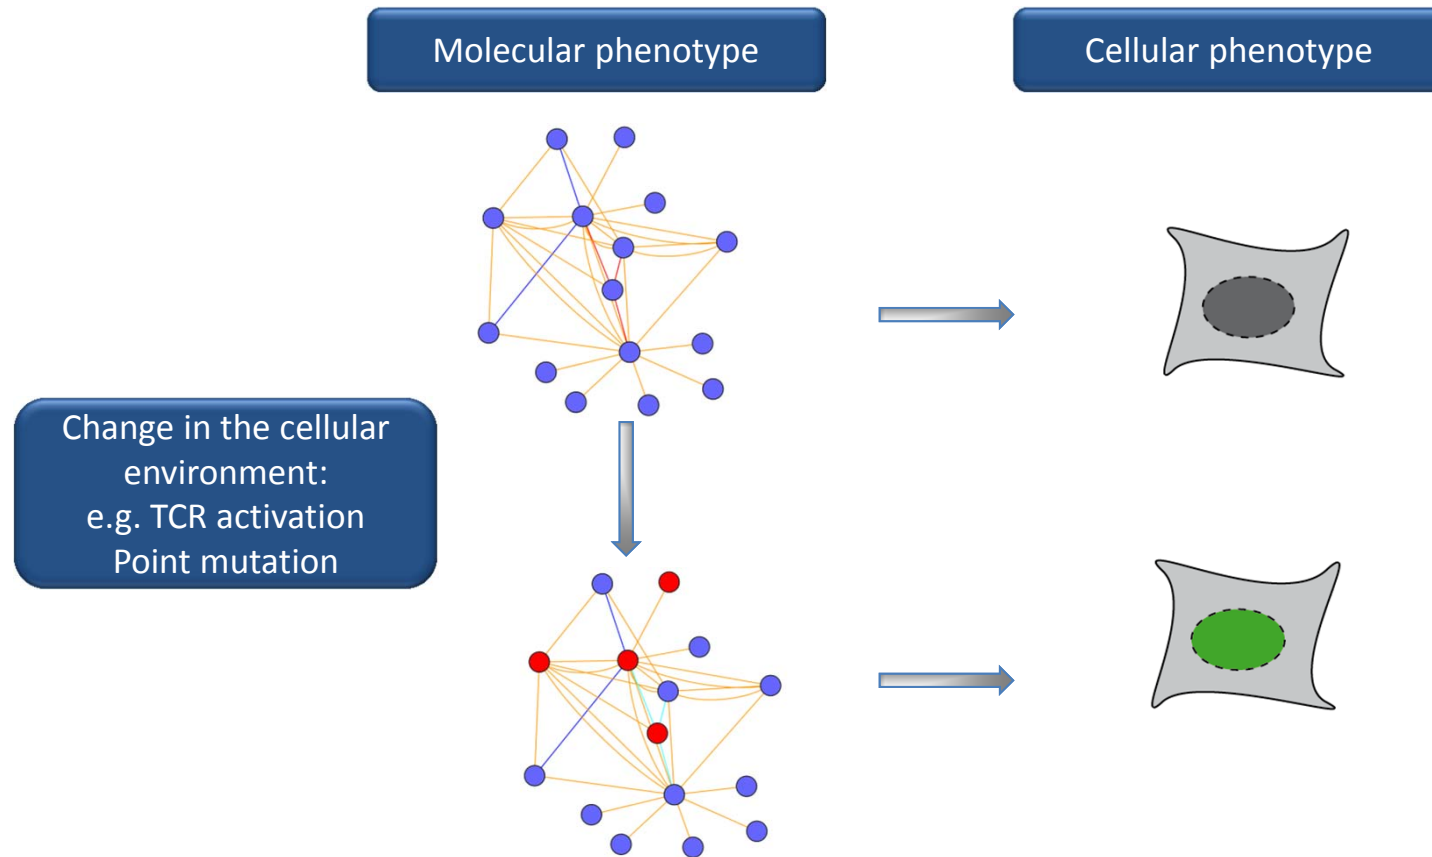 Molecular phenotype
Cellular phenotype
Change in the cellular
environment:
e.g. TCR activation
Point mutation